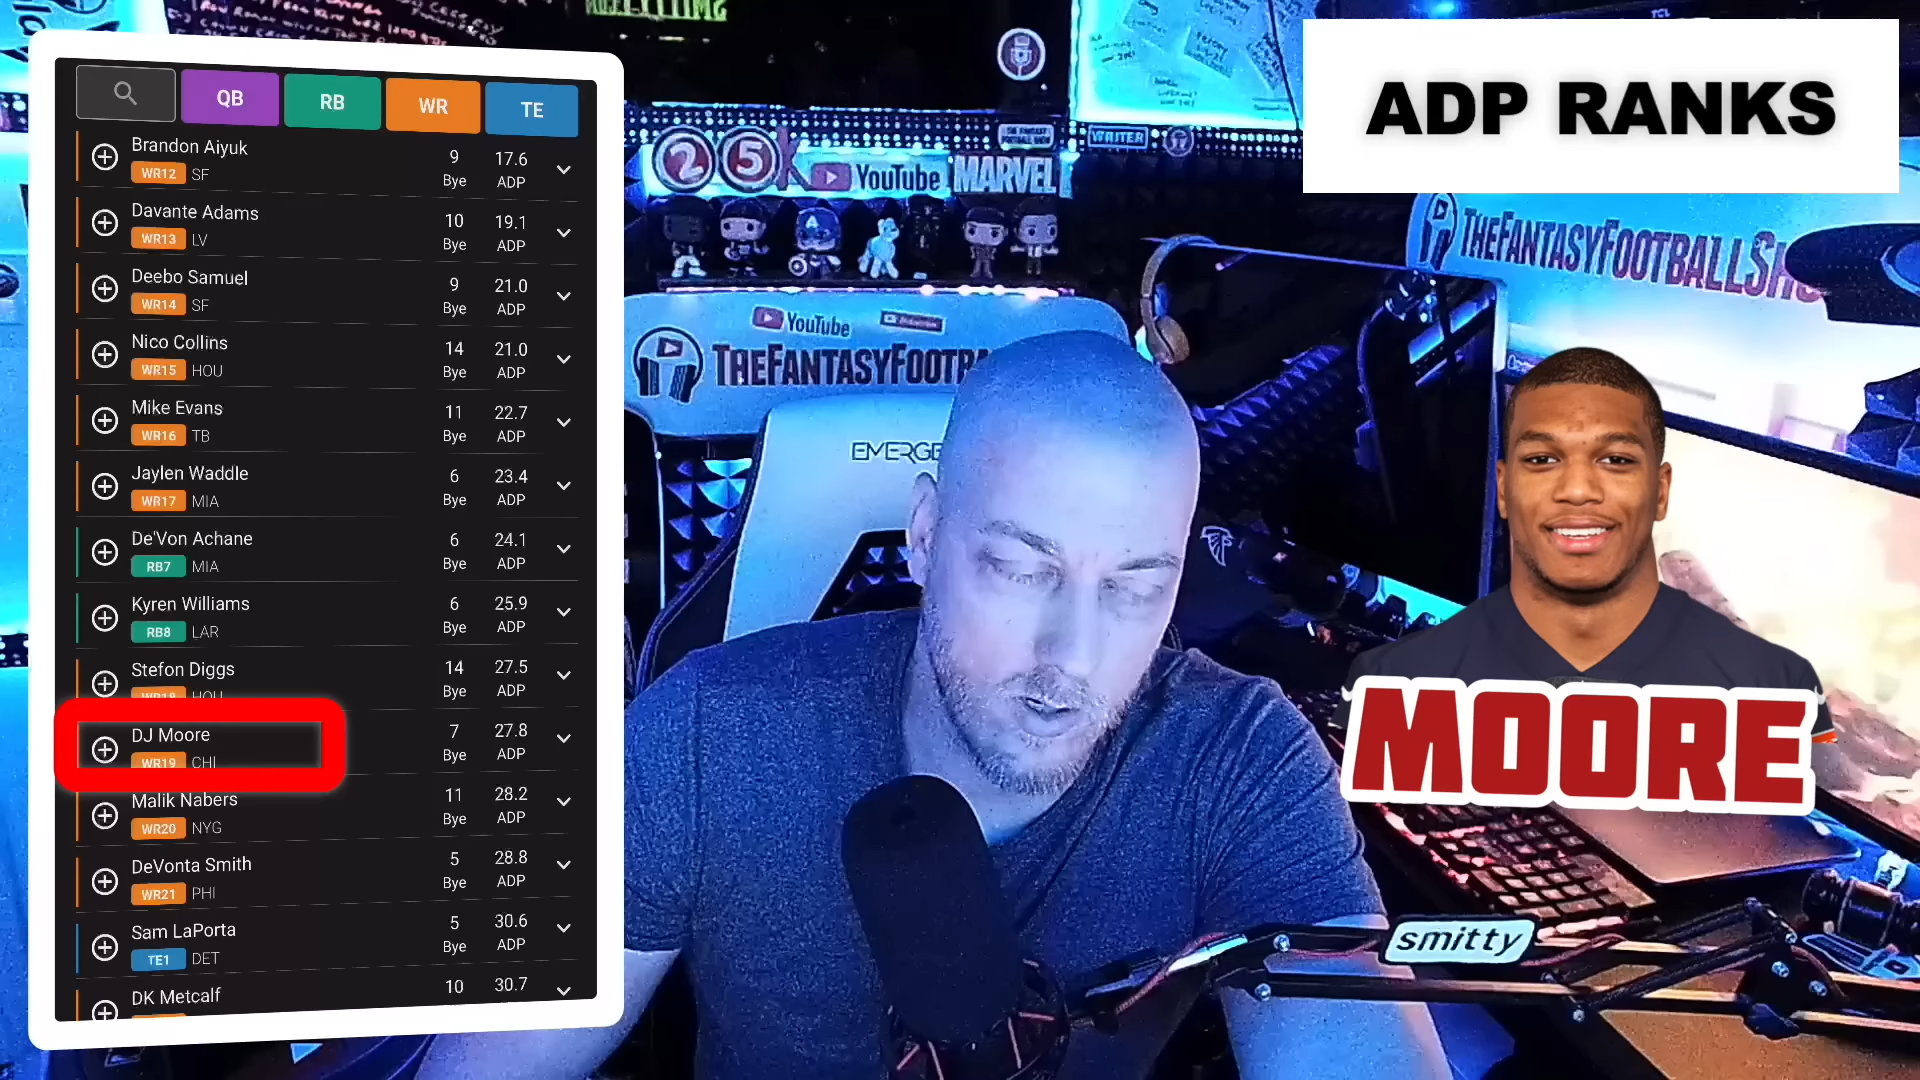 QB
RB
WR
TE
Brandon Aiyuk
WR12 SF
9
Bye
17.6
ADP
Davante Adams
WR13 LV
10
Bye
19.1
ADP
Deebo Samuel
WR14 SF
9
Bye
21.0
ADP
Nico Collins
WR15 HOU
14
Bye
21.0
ADP
Mike Evans
WR16 TB
11
Bye
22.7
ADP
Jaylen Waddle
WR17 MIA
6
Bye
23.4
ADP
De'Von Achane
RB7 MIA
6
Bye
24.1
ADP
Kyren Williams
RB8 LAR
6
Bye
25.9
ADP
Stefon Diggs
WR18 HOU
14
Bye
27.5
ADP
DJ Moore
WR19 CHI
7
Bye
27.8
ADP
Malik Nabers
WR20 NYG
11
Bye
28.2
ADP
DeVonta Smith
WR21 PHI
5
Bye
28.8
ADP
Sam LaPorta
TE1 DET
5
Bye
30.6
ADP
DK Metcalf
10
30.7
ADP RANKS
25K
YouTube
MARVEL
WRITER
YouTube
THEFANTASYFOOTB
THEFANTASYFOOTBALLSH
EMERGE
MOORE
smitty
TCL